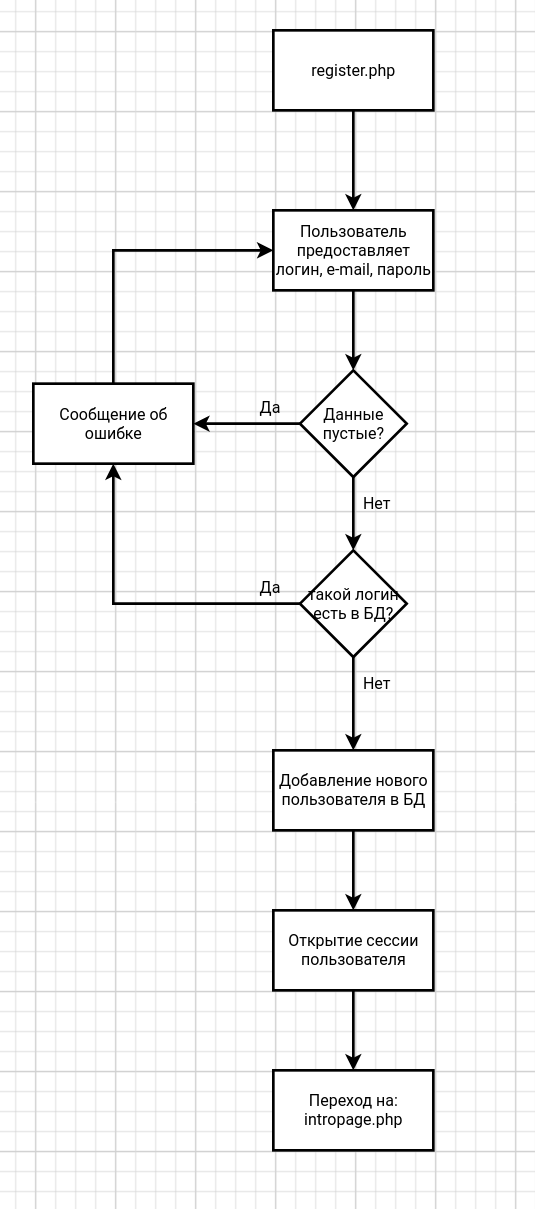 register.php
Пользователь
предоставляет
логин, e-mail, пароль
Сообщение об
ошибке
Да
Данные
пустые?
Нет
Да
такой логин
есть в БД?
Нет
Добавление нового
пользователя в БД
Открытие сессии
пользователя
Переход на:
intropage.php